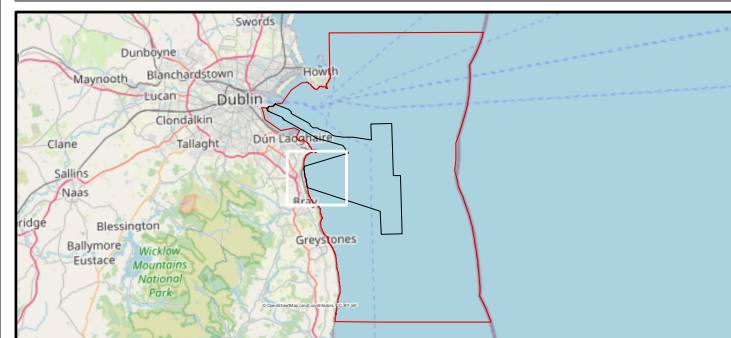 Swords
Dunboyne
Maynooth
Blanchardstown
Howth
Lucan
Dublin
Clondalkin
Clane
Tallaght
Dún Laoghaire
Sallins
Naas
Bray
Blessington
Greystones
Ballymore
Eustace
Wicklow
Mountains
National
Park